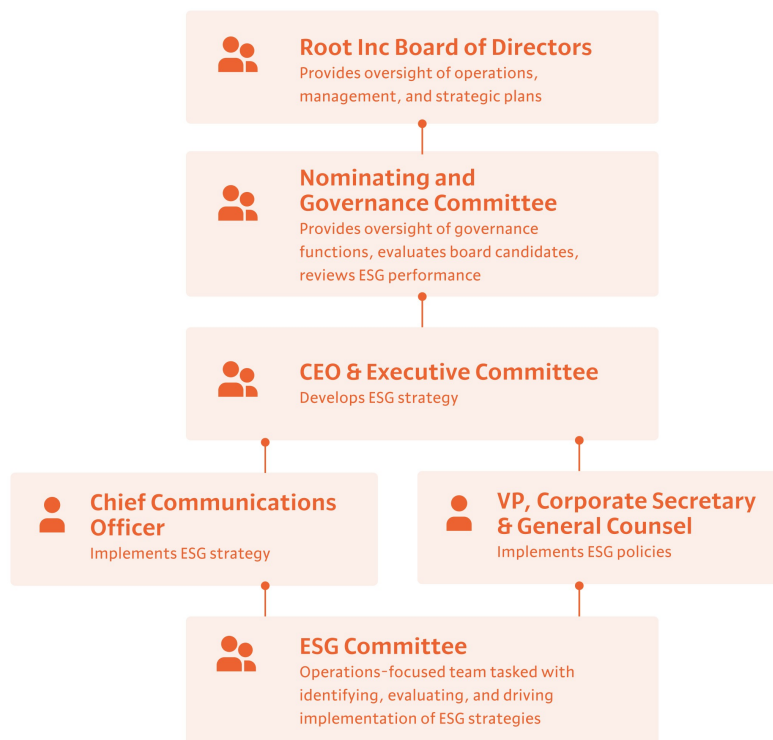 Root Inc Board of Directors
Provides oversight of operations,
management, and strategic plans
Nominating and
Governance Committee
Provides oversight of governance
functions, evaluates board candidates,
reviews ESG performance
CEO & Executive Committee
Develops ESG strategy
Chief Communications
Officer
Implements ESG strategy
VP, Corporate Secretary
& General Counsel
Implements ESG policies
ESG Committee
Operations-focused team tasked with
identifying, evaluating, and driving
implementation of ESG strategies